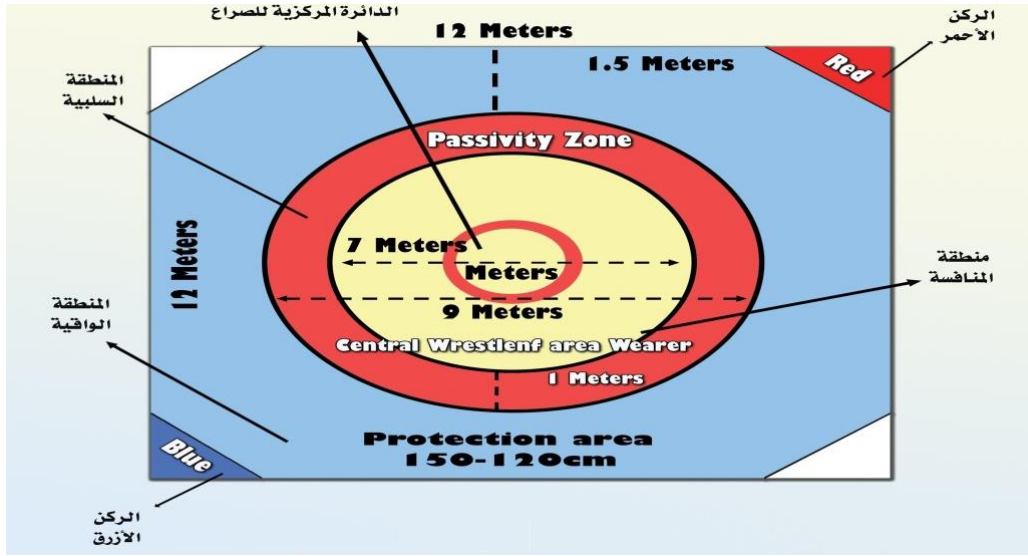 الدائرة المركزية للصراع
12 Meters
الركن
الأحمر
1.5 Meters
Red
المنطقة
السلبية
Passivity Zone
12 Meters
7 Meters
Meters
منطقة
المنافسة
9 Meters
المنطقة
الواقية
Central Wrestlenf area Wearer
1 Meters
Protection area
150-120cm
Blue
الركن
الأزرق